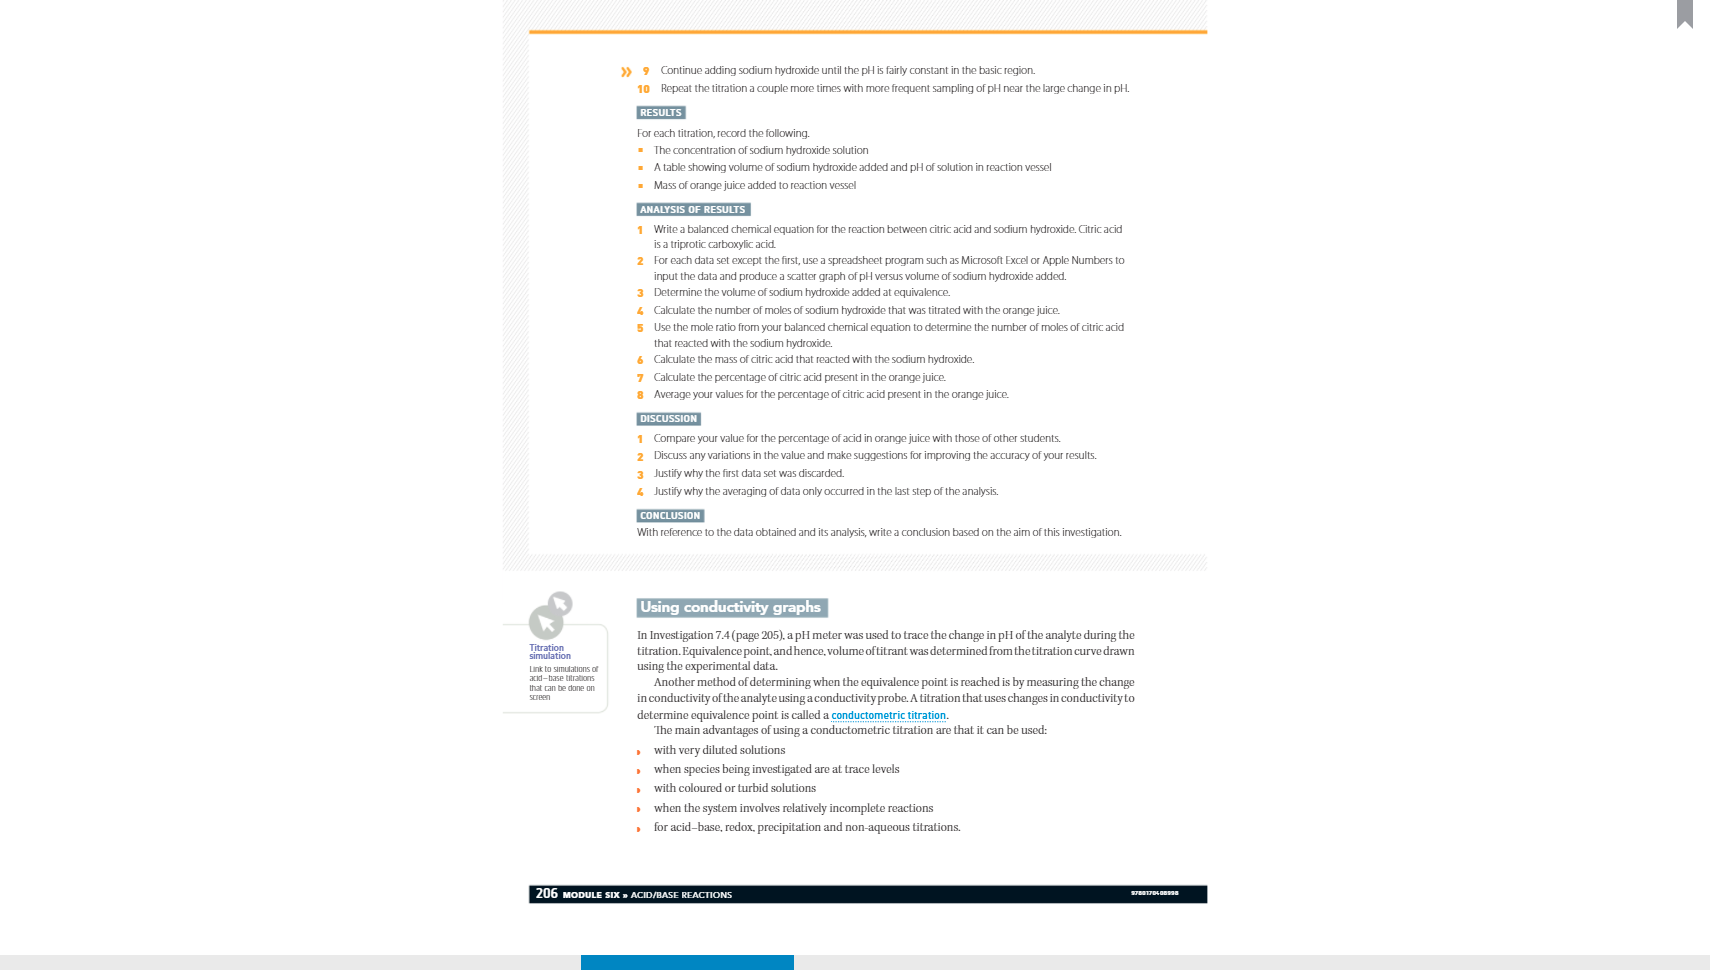 » 9 Continue adding sodium hydroxide until the pH is fairly constant in the basic region.
10 Repeat the titration a couple more times with more frequent sampling of pH near the large change in pH.
RESULTS
For each titration, record the following.
▪ The concentration of sodium hydroxide solution
▪ A table showing volume of sodium hydroxide added and pH of solution in reaction vessel
▪ Mass of orange juice added to reaction vessel
ANALYSIS OF RESULTS
1 Write a balanced chemical equation for the reaction between citric acid and sodium hydroxide. Citric acid
is a triprotic carboxylic acid.
2 For each data set except the first, use a spreadsheet program such as Microsoft Excel or Apple Numbers to
input the data and produce a scatter graph of pH versus volume of sodium hydroxide added.
3 Determine the volume of sodium hydroxide added at equivalence.
4 Calculate the number of moles of sodium hydroxide that was titrated with the orange juice.
5 Use the mole ratio from your balanced chemical equation to determine the number of moles of citric acid
that reacted with the sodium hydroxide.
6 Calculate the mass of citric acid that reacted with the sodium hydroxide.
7 Calculate the percentage of citric acid present in the orange juice.
8 Average your values for the percentage of citric acid present in the orange juice.
DISCUSSION
1 Compare your value for the percentage of acid in orange juice with those of other students.
2 Discuss any variations in the value and make suggestions for improving the accuracy of your results.
3 Justify why the first data set was discarded.
4 Justify why the averaging of data only occurred in the last step of the analysis.
CONCLUSION
With reference to the data obtained and its analysis, write a conclusion based on the aim of this investigation.
Titration
simulation
Link to simulations of
acid–base titrations
that can be done on
screen
Using conductivity graphs
In Investigation 7.4 (page 205), a pH meter was used to trace the change in pH of the analyte during the
titration. Equivalence point, and hence, volume of titrant was determined from the titration curve drawn
using the experimental data.
Another method of determining when the equivalence point is reached is by measuring the change
in conductivity of the analyte using a conductivity probe. A titration that uses changes in conductivity to
determine equivalence point is called a conductometric titration.
The main advantages of using a conductometric titration are that it can be used:
with very diluted solutions
when species being investigated are at trace levels
with coloured or turbid solutions
when the system involves relatively incomplete reactions
for acid–base, redox, precipitation and non-aqueous titrations.
206 MODULE SIX » ACID/BASE REACTIONS
9780170408998